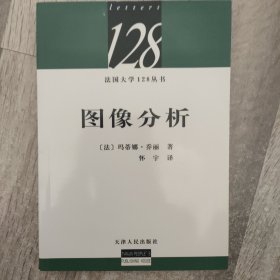 letters
128
法国大学128丛书
图像分析
〔法〕玛蒂娜·乔丽 著
怀宇 译
天津人民出版社